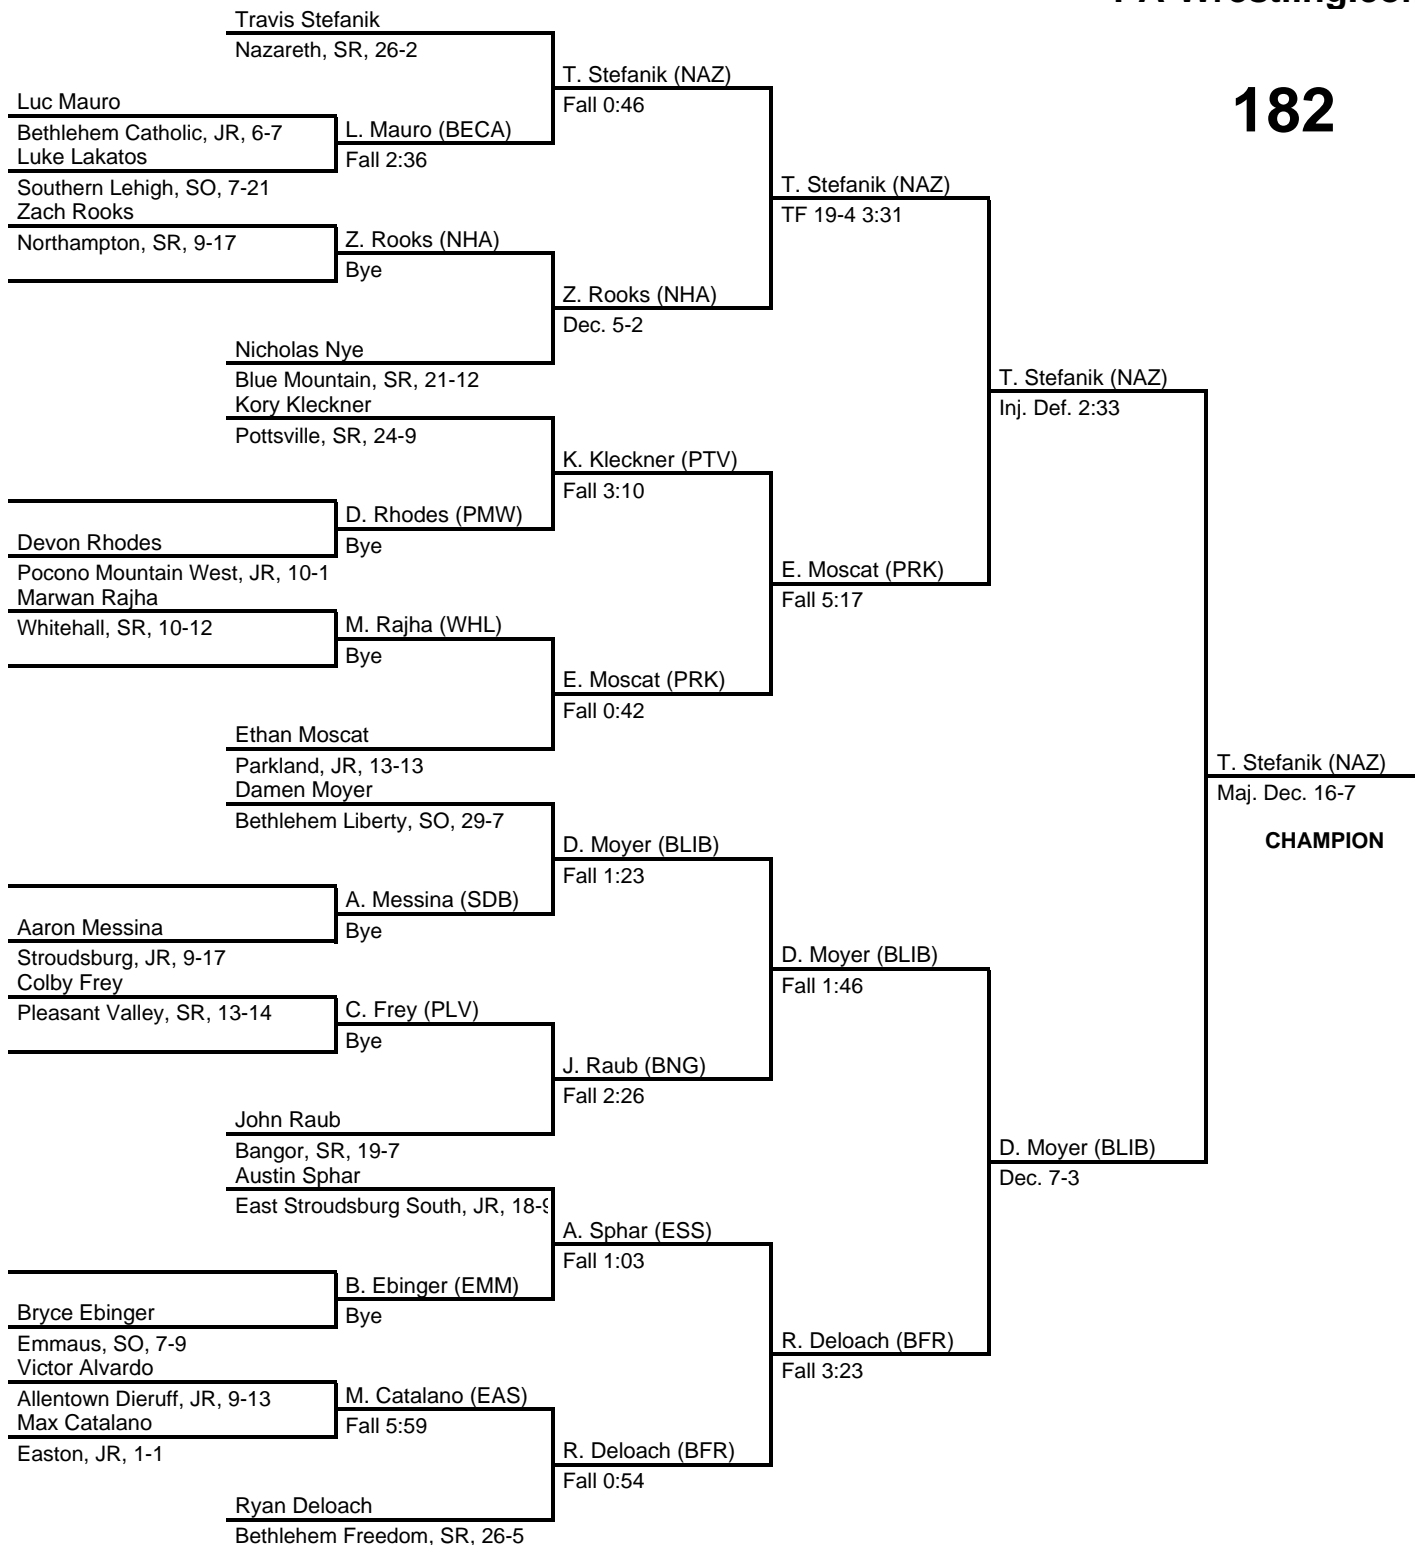 Travis Stefanik
Nazareth, SR, 26-2
T. Stefanik (NAZ)
Fall 0:46
182
Luc Mauro
Bethlehem Catholic, JR, 6-7
L. Mauro (BECA)
Luke Lakatos
Fall 2:36
Southern Lehigh, SO, 7-21
T. Stefanik (NAZ)
TF 19-4 3:31
Zach Rooks
Northampton, SR, 9-17
Z. Rooks (NHA)
Bye
Z. Rooks (NHA)
Dec. 5-2
Nicholas Nye
Blue Mountain, SR, 21-12
T. Stefanik (NAZ)
Inj. Def. 2:33
Kory Kleckner
Pottsville, SR, 24-9
K. Kleckner (PTV)
Fall 3:10
D. Rhodes (PMW)
Bye
Devon Rhodes
Pocono Mountain West, JR, 10-1
E. Moscat (PRK)
Fall 5:17
Marwan Rajha
Whitehall, SR, 10-12
M. Rajha (WHL)
Bye
E. Moscat (PRK)
Fall 0:42
Ethan Moscat
Parkland, JR, 13-13
T. Stefanik (NAZ)
Maj. Dec. 16-7
CHAMPION
Damen Moyer
Bethlehem Liberty, SO, 29-7
D. Moyer (BLIB)
Fall 1:23
A. Messina (SDB)
Bye
Aaron Messina
Stroudsburg, JR, 9-17
D. Moyer (BLIB)
Fall 1:46
Colby Frey
Pleasant Valley, SR, 13-14
C. Frey (PLV)
Bye
J. Raub (BNG)
Fall 2:26
John Raub
Bangor, SR, 19-7
D. Moyer (BLIB)
Dec. 7-3
Austin Sphar
East Stroudsburg South, JR, 18-9
A. Sphar (ESS)
Fall 1:03
B. Ebinger (EMM)
Bye
Bryce Ebinger
Emmaus, SO, 7-9
R. Deloach (BFR)
Fall 3:23
Victor Alvardo
Allentown Dieruff, JR, 9-13
M. Catalano (EAS)
Max Catalano
Fall 5:59
Easton, JR, 1-1
R. Deloach (BFR)
Fall 0:54
Ryan Deloach
Bethlehem Freedom, SR, 26-5